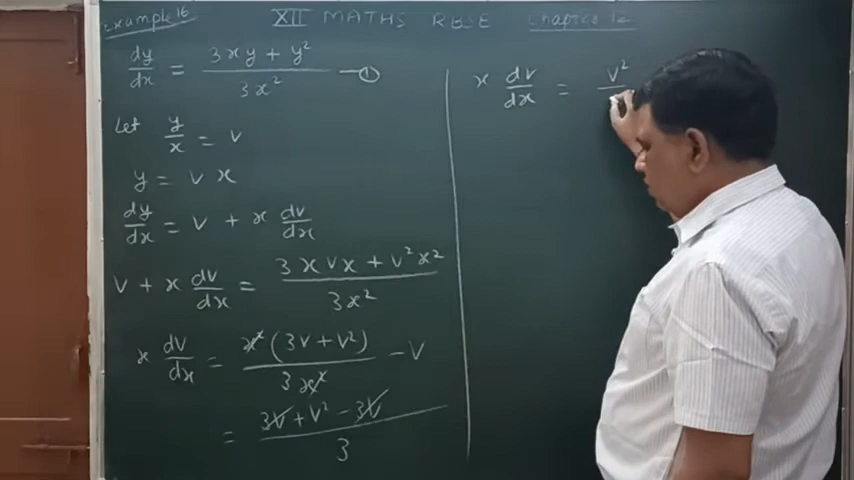 Example 16
XII MATHS RBSE Chapter 12
dy/dx = (3xy + y²)/(3x²) —①
Let y/x = v
y = v x
dy/dx = v + x dv/dx
v + x dv/dx = (3x vx + v²x²)/(3x²)
x dv/dx = x²(3v + v²)/(3x²) - v
= (3v + v² - 3v)/3
x dv/dx = v²